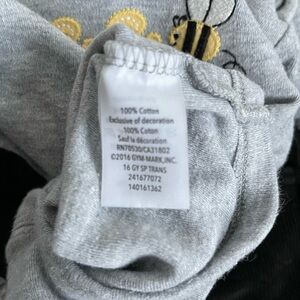 100% Cotton
Exclusive of decoration
100% Coton
Sauf la décoration
RN70530/CA31802
©2016 GYM-MARK,INC.
16 GY SP TRANS
241677072
140161362